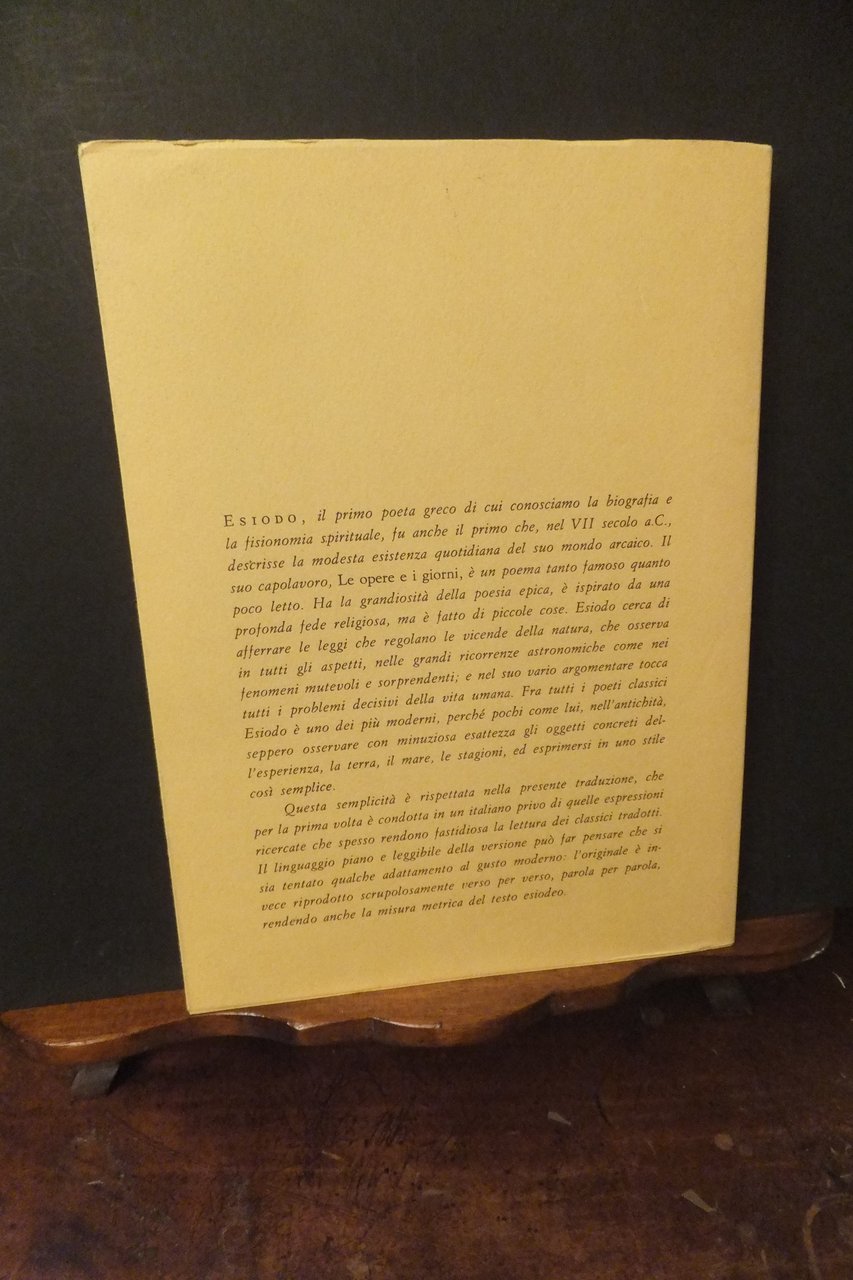 ESIODO, il primo poeta greco di cui conosciamo la biografia e
la fisionomia spirituale, fu anche il primo che, nel VII secolo a.C.,
descrisse la modesta esistenza quotidiana del suo mondo arcaico. Il
suo capolavoro, Le opere e i giorni, è un poema tanto famoso quanto
poco letto. Ha la grandiosità della poesia epica, è ispirato da una
profonda fede religiosa, ma è fatto di piccole cose. Esiodo cerca di
afferrare le leggi che regolano le vicende della natura, che osserva
in tutti gli aspetti, nelle grandi ricorrenze astronomiche come nei
fenomeni mutevoli e sorprendenti; e nel suo vario argomentare tocca
tutti i problemi decisivi della vita umana. Fra tutti i poeti classici
Esiodo è uno dei più moderni, perché pochi come lui, nell'antichità,
seppero osservare con minuziosa esattezza gli oggetti concreti del-
l'esperienza, la terra, il mare, le stagioni, ed esprimersi in uno stile
così semplice.
Questa semplicità è rispettata nella presente traduzione, che
per la prima volta è condotta in un italiano privo di quelle espressioni
ricercate che spesso rendono fastidiosa la lettura dei classici tradotti.
Il linguaggio piano e leggibile della versione può far pensare che si
sia tentato qualche adattamento al gusto moderno: l'originale è in-
vece riprodotto scrupolosamente verso per verso, parola per parola,
rendendo anche la misura metrica del testo esiodeo.